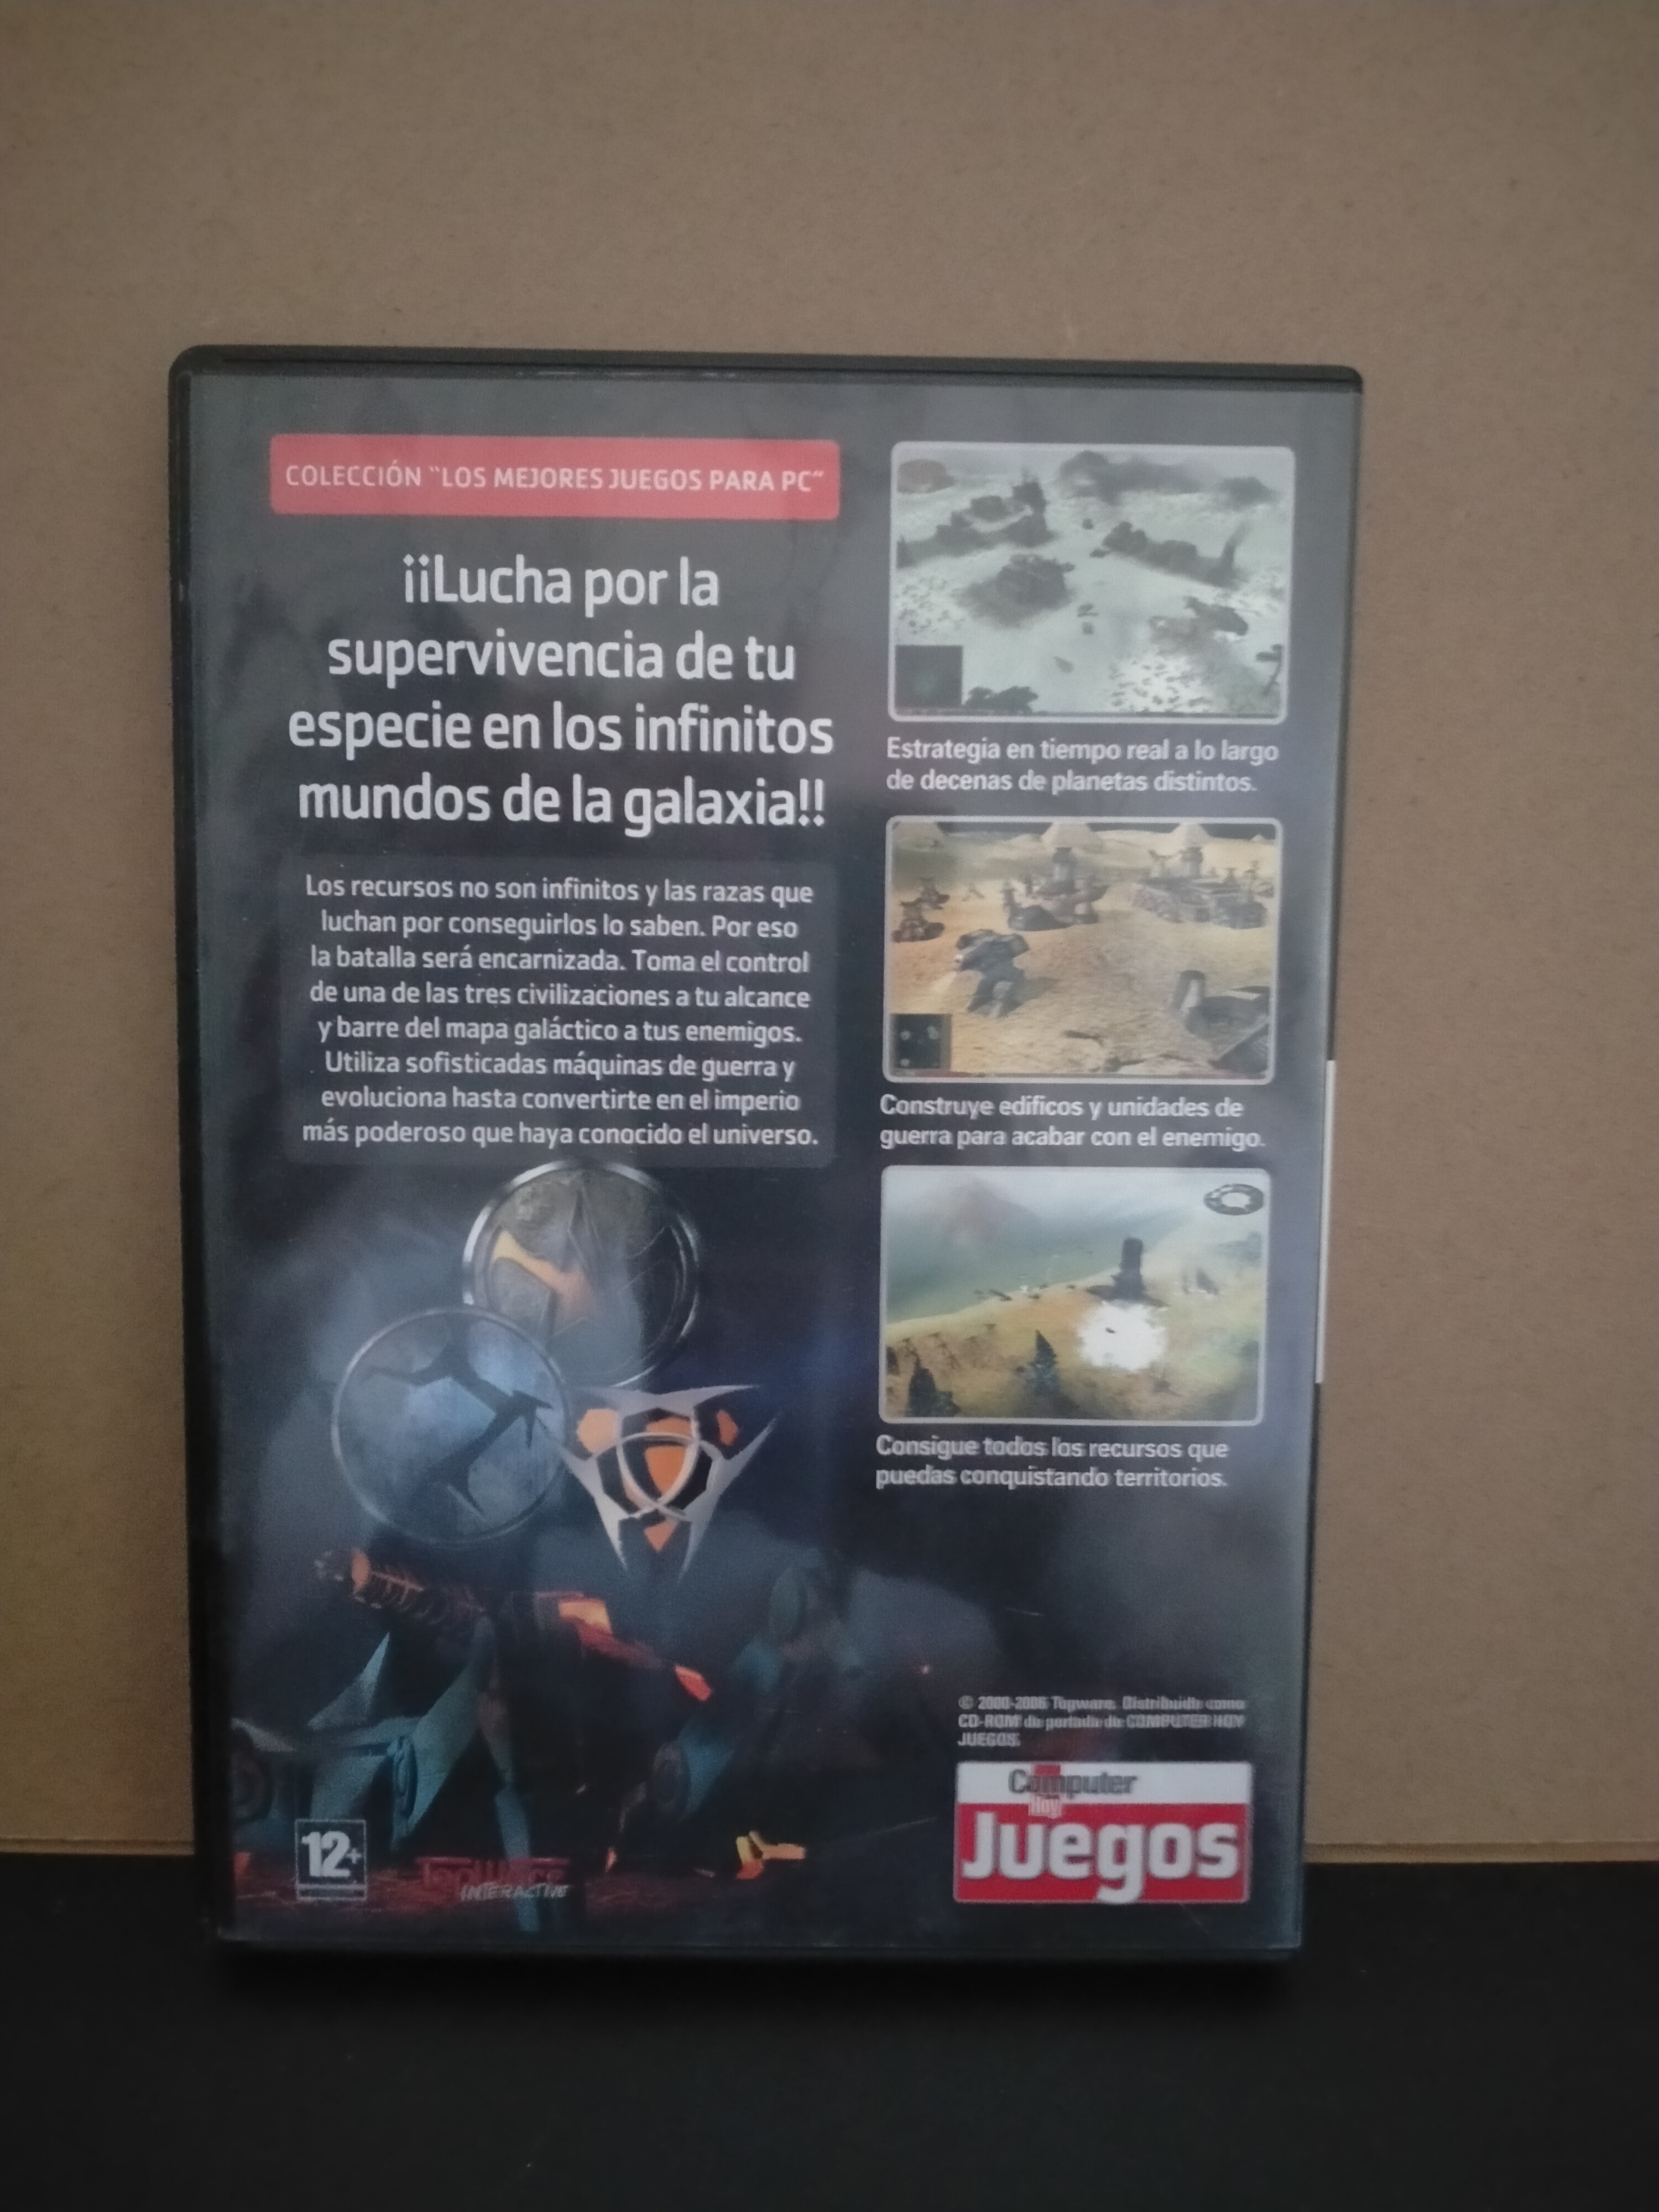 COLECCIÓN "LOS MEJORES JUEGOS PARA PC"
¡¡Lucha por la
supervivencia de tu
especie en los infinitos
mundos de la galaxia!!
Los recursos no son infinitos y las razas que
luchan por conseguirlos lo saben. Por eso
la batalla será encarnizada. Toma el control
de una de las tres civilizaciones a tu alcance
y barre del mapa galáctico a tus enemigos.
Utiliza sofisticadas máquinas de guerra y
evoluciona hasta convertirte en el imperio
más poderoso que haya conocido el universo.
Estrategia en tiempo real a lo largo
de decenas de planetas distintos.
Construye edificos y unidades de
guerra para acabar con el enemigo.
Consigue todos los recursos que
puedas conquistando territorios.
© 2000-2006 Topware. Distribuido como
CD-ROM de portada de COMPUTER HOY
JUEGOS.
Computer
Hoy
Juegos
12+
TopWare
INTERACTIVE